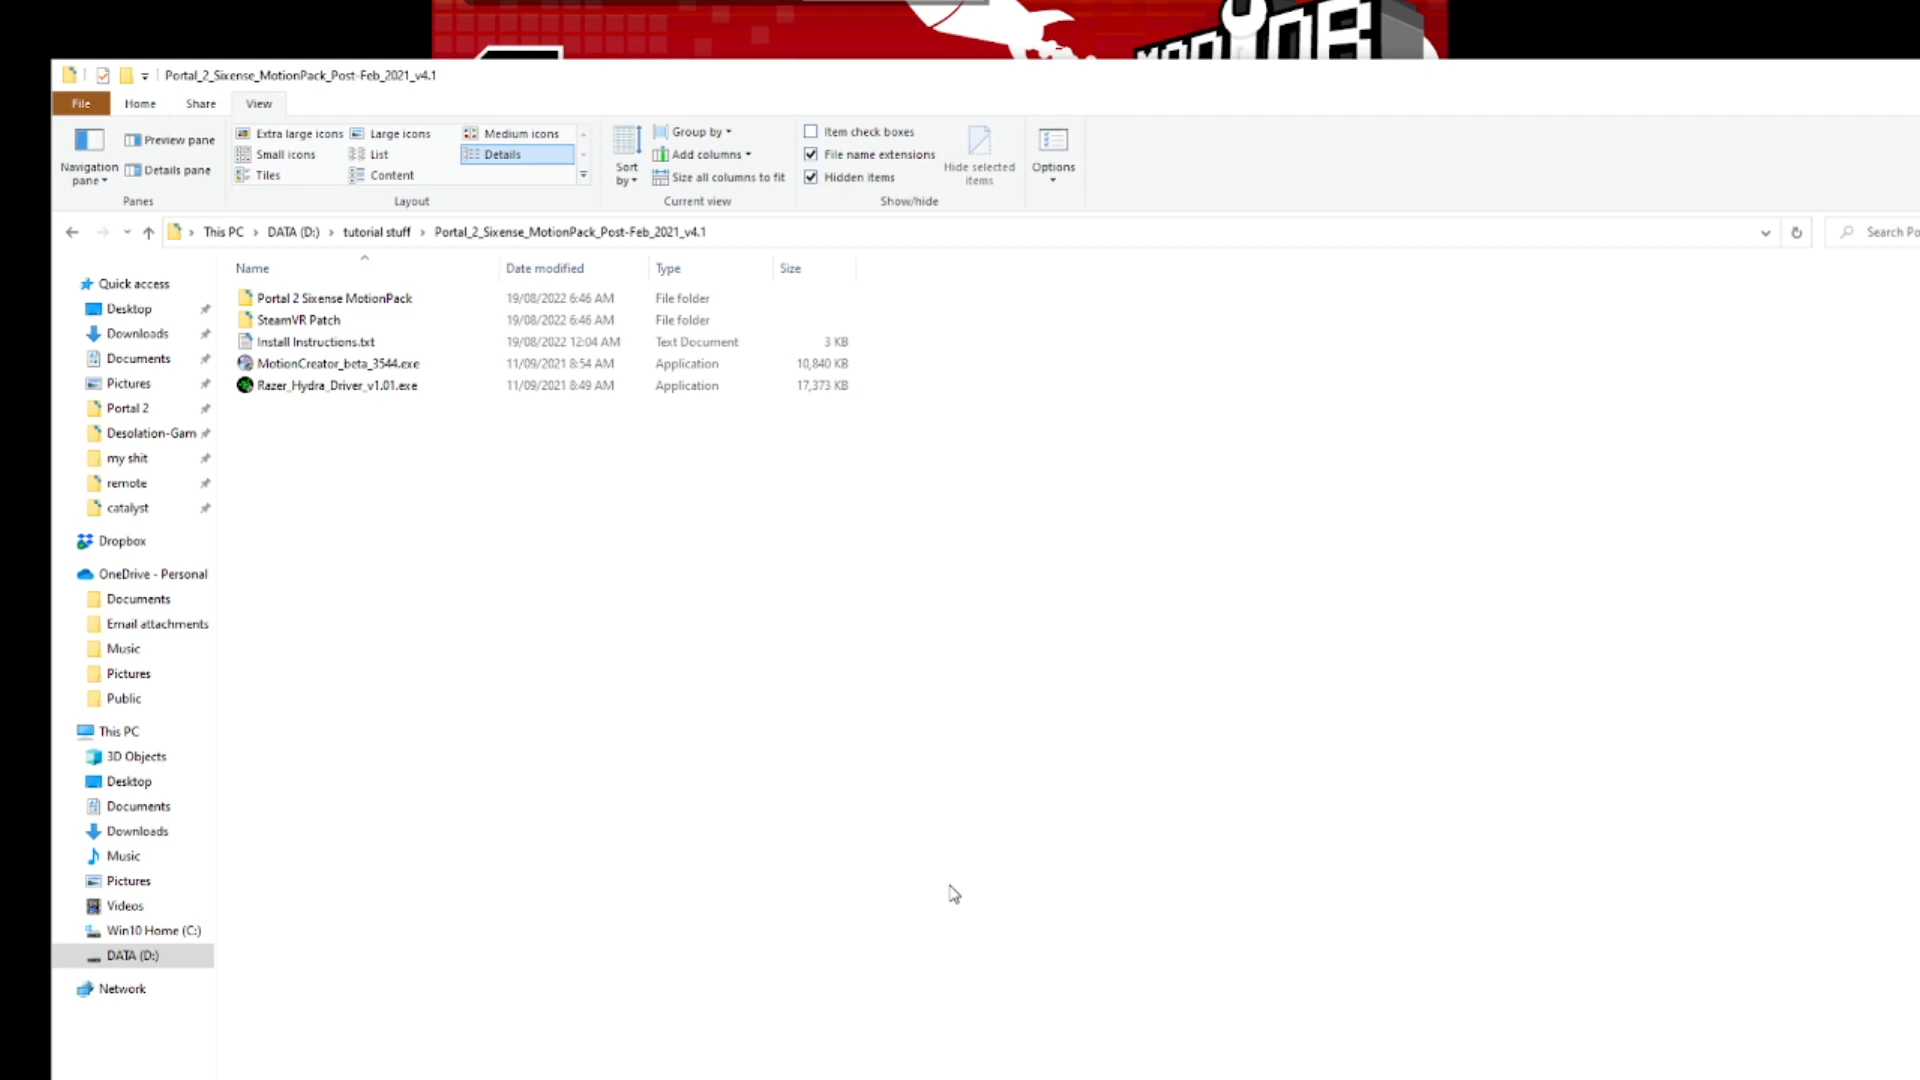 Portal_2_Sixense_MotionPack_Post-Feb_2021_v4.1
File Home Share View
Navigation pane
Preview pane
Details pane
Panes
Extra large icons Large icons Medium icons
Small icons List Details
Tiles Content
Layout
Sort by
Group by
Add columns
Size all columns to fit
Current view
Item check boxes
File name extensions
Hidden items
Hide selected items
Show/hide
Options
This PC › DATA (D:) › tutorial stuff › Portal_2_Sixense_MotionPack_Post-Feb_2021_v4.1
Search Po
Name Date modified Type Size
Portal 2 Sixense MotionPack 19/08/2022 6:46 AM File folder
SteamVR Patch 19/08/2022 6:46 AM File folder
Install Instructions.txt 19/08/2022 12:04 AM Text Document 3 KB
MotionCreator_beta_3544.exe 11/09/2021 8:54 AM Application 10,840 KB
Razer_Hydra_Driver_v1.01.exe 11/09/2021 8:49 AM Application 17,373 KB
Quick access
Desktop
Downloads
Documents
Pictures
Portal 2
Desolation-Gam
my shit
remote
catalyst
Dropbox
OneDrive - Personal
Documents
Email attachments
Music
Pictures
Public
This PC
3D Objects
Desktop
Documents
Downloads
Music
Pictures
Videos
Win10 Home (C:)
DATA (D:)
Network